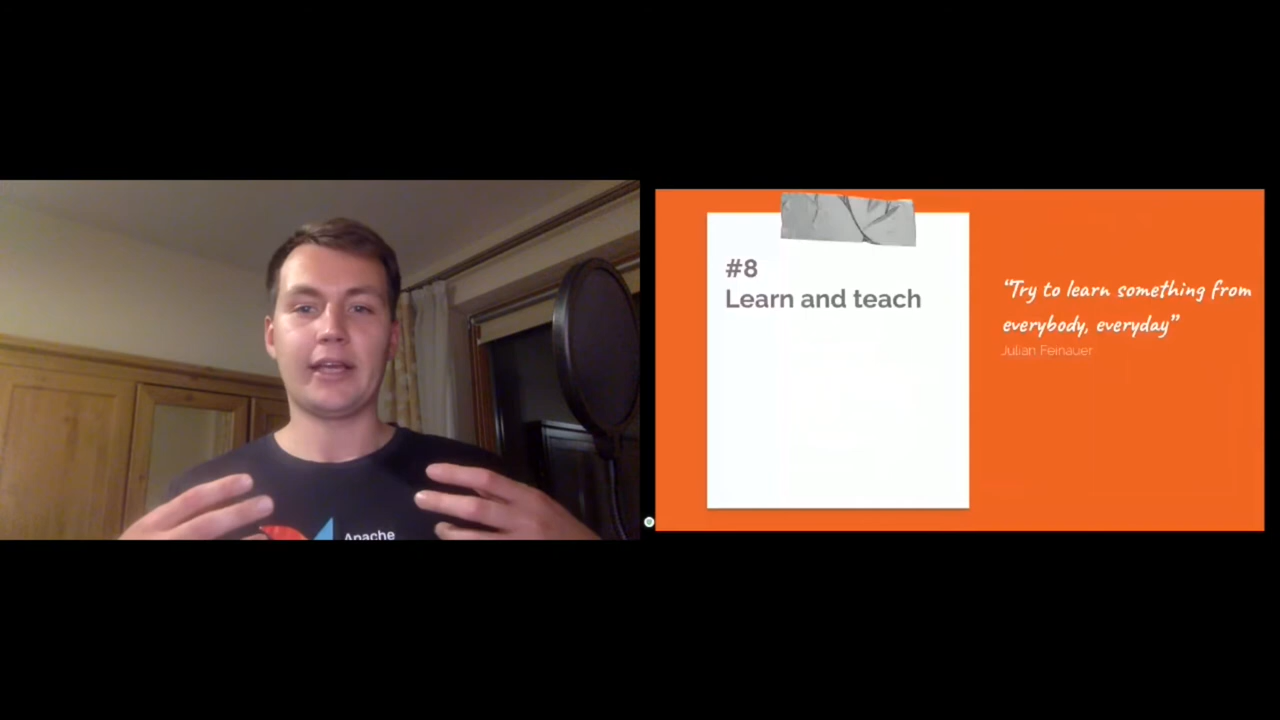 Apache
#8
Learn and teach
“Try to learn something from
everybody, everyday”
Julian Feinauer